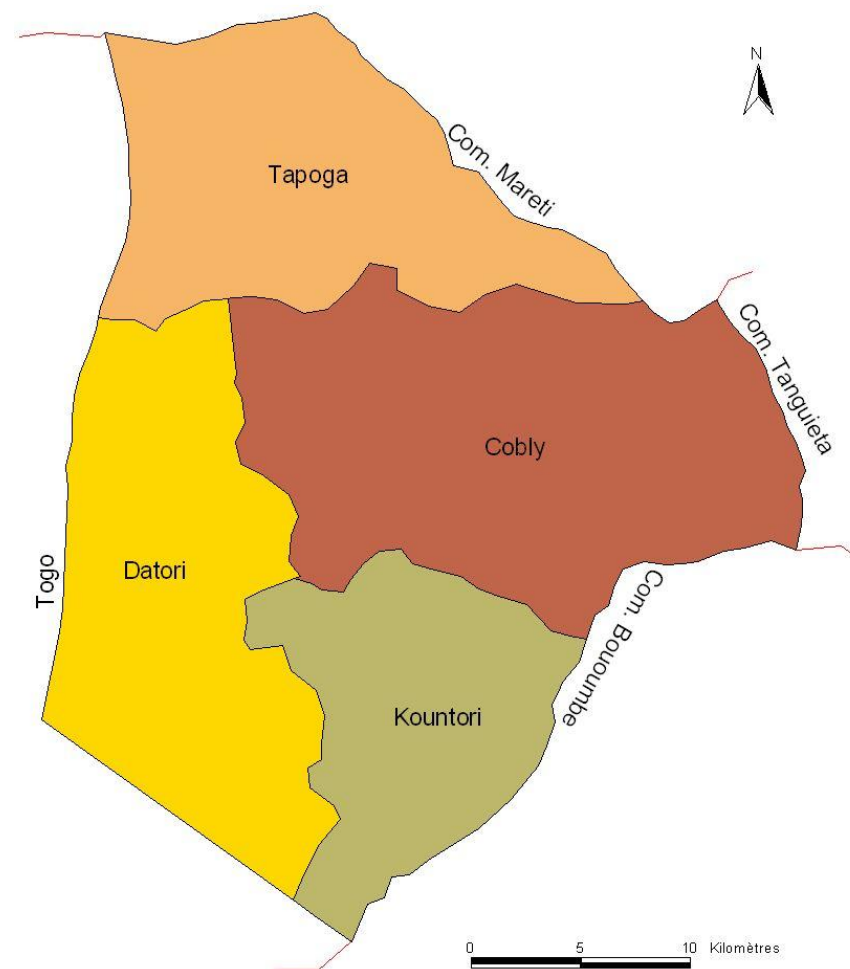 N
Com. Mareti
Tapoga
Com. Tanguieta
Cobly
Togo
Datori
Com. Bououmbe
Kountori
0 5 10 Kilomètres